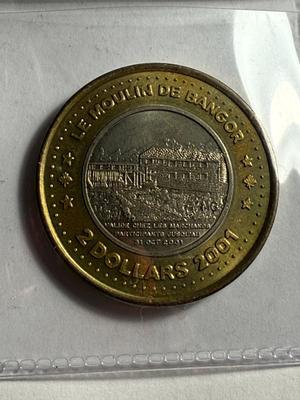 LE MOULIN DE BANGOR
VALIDE CHEZ LES MARCHANDS
PARTICIPANTS JUSQU'AU
31 OCT 2001
2 DOLLARS 2001